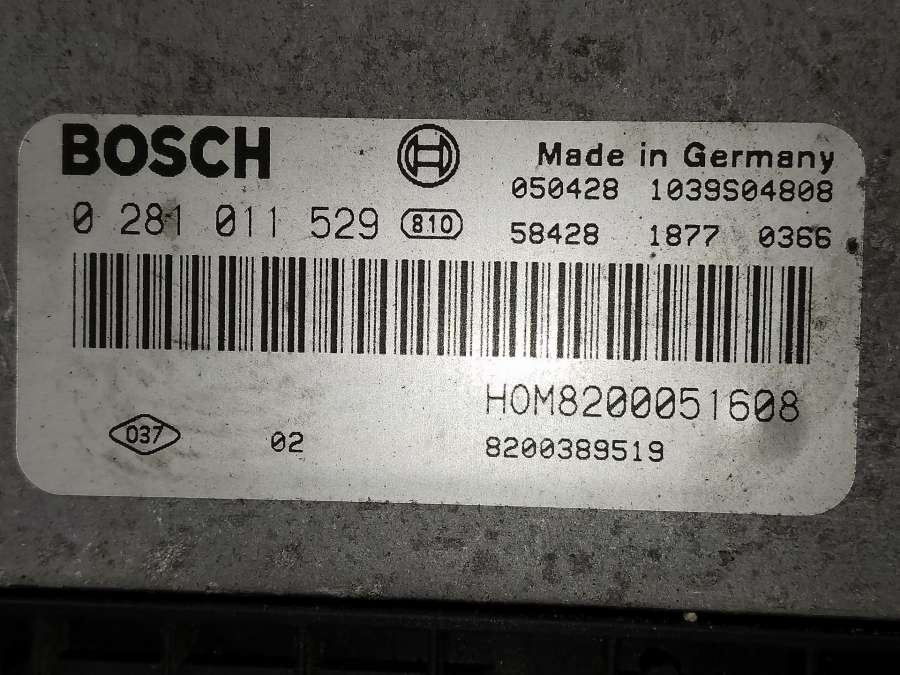 BOSCH
Made in Germany
050428 1039S04808
0 281 011 529 810
58428 1877 0366
HOM8200051608
037 02
8200389519